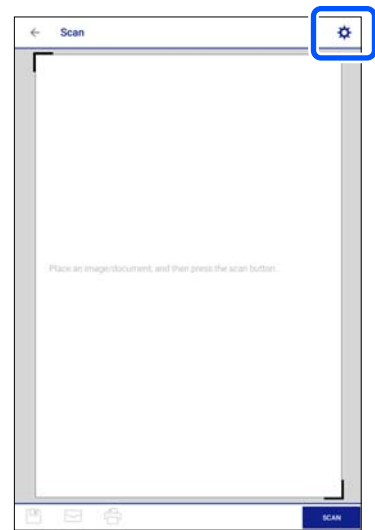 Scan
Place an image/document, and then press the scan button.
SCAN